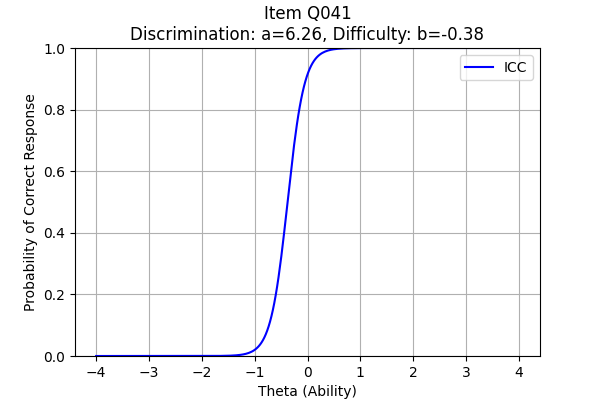 Item Q041
Discrimination: a=6.26, Difficulty: b=-0.38
ICC
Probability of Correct Response
1.0
0.8
0.6
0.4
0.2
0.0
−4 −3 −2 −1 0 1 2 3 4
Theta (Ability)